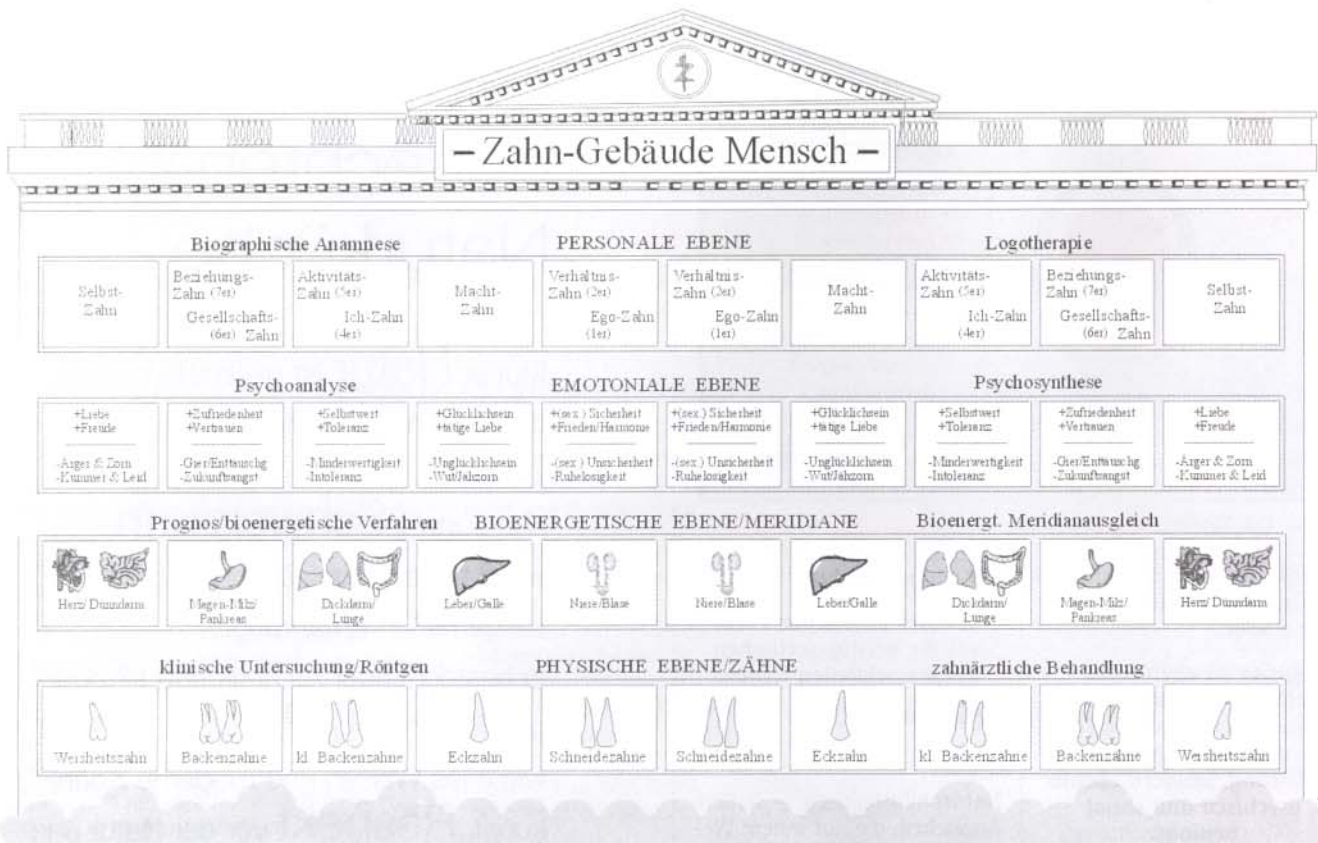 – Zahn-Gebäude Mensch –
Biographische Anamnese PERSONALE EBENE Logotherapie
Selbst-
Zahn
Beziehungs-
Zahn (7er)
Gesellschafts-
(6er) Zahn
Aktivitäts-
Zahn (5er)
Ich-Zahn
(4er)
Macht-
Zahn
Verhältnis-
Zahn (2er)
Ego-Zahn
(1er)
Verhältnis-
Zahn (2er)
Ego-Zahn
(1er)
Macht-
Zahn
Aktivitäts-
Zahn (5er)
Ich-Zahn
(4er)
Beziehungs-
Zahn (7er)
Gesellschafts-
(6er) Zahn
Selbst-
Zahn
Psychoanalyse EMOTONIALE EBENE Psychosynthese
+Liebe
+Freude
-Ärger & Zorn
-Kummer & Leid
+Zufriedenheit
+Vertrauen
-Gier/Enttäuschg
-Zukunftsangst
+Selbstwert
+Toleranz
-Minderwertigkeit
-Intoleranz
+Glücklichsein
+tätige Liebe
-Unglücklichsein
-Wut/Jähzorn
+(sex.) Sicherheit
+Frieden/Harmonie
-(sex.) Unsicherheit
-Ruhelosigkeit
+(sex.) Sicherheit
+Frieden/Harmonie
-(sex.) Unsicherheit
-Ruhelosigkeit
+Glücklichsein
+tätige Liebe
-Unglücklichsein
-Wut/Jähzorn
+Selbstwert
+Toleranz
-Minderwertigkeit
-Intoleranz
+Zufriedenheit
+Vertrauen
-Gier/Enttäuschg
-Zukunftsangst
+Liebe
+Freude
-Ärger & Zorn
-Kummer & Leid
Prognos/bioenergetische Verfahren BIOENERGETISCHE EBENE/MERIDIANE Bioenergt. Meridianausgleich
Herz/ Dünndarm
Magen-Milz/
Pankreas
Dickdarm/
Lunge
Leber/Galle
Niere/Blase
Niere/Blase
Leber/Galle
Dickdarm/
Lunge
Magen-Milz/
Pankreas
Herz/ Dünndarm
klinische Untersuchung/Röntgen PHYSISCHE EBENE/ZÄHNE zahnärztliche Behandlung
Weisheitszahn
Backenzähne
kl. Backenzähne
Eckzahn
Schneidezähne
Schneidezähne
Eckzahn
kl. Backenzähne
Backenzähne
Weisheitszahn